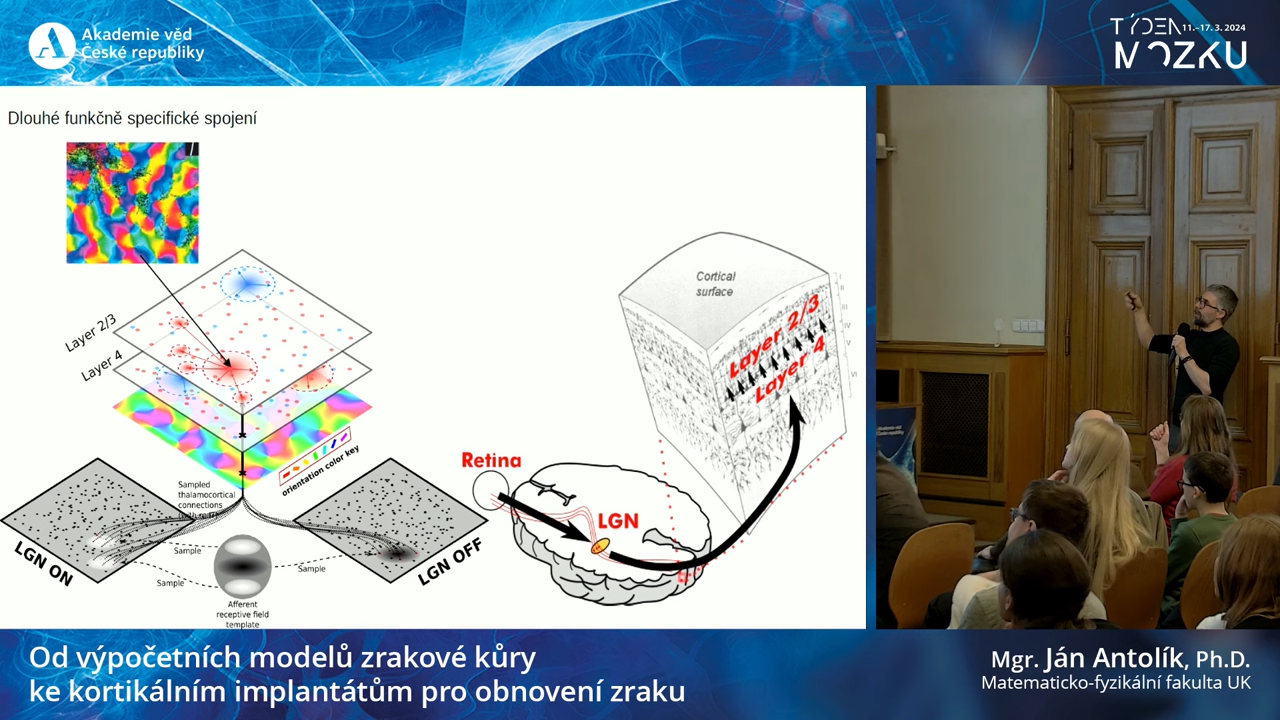 Akademie věd
České republiky
TÝDEN 11.–17. 3. 2024
MOZKU
Dlouhé funkčně specifické spojení
Layer 2/3
Layer 4
orientation color key
Sampled
thalamocortical
connections
LGN ON
LGN OFF
Sample
Sample
Sample
Afferent
receptive field
template
Retina
LGN
Cortical
surface
Layer 2/3
Layer 4
Od výpočetních modelů zrakové kůry
ke kortikálním implantátům pro obnovení zraku
Mgr. Ján Antolík, Ph.D.
Matematicko-fyzikální fakulta UK